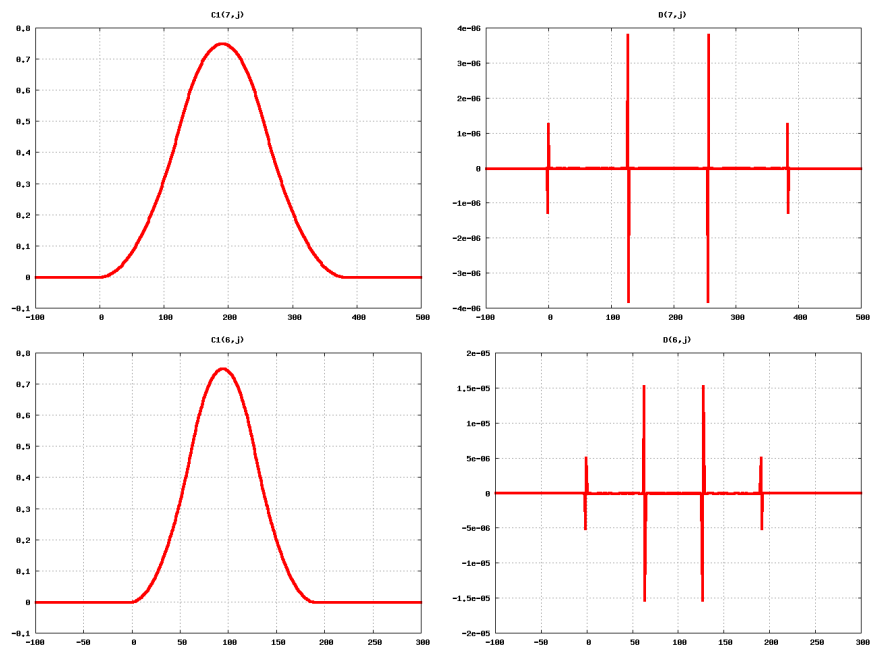 C1(7,j)
0,8
0,7
0,6
0,5
0,4
0,3
0,2
0,1
0
-0,1
-100 0 100 200 300 400 500
D(7,j)
4e-06
3e-06
2e-06
1e-06
0
-1e-06
-2e-06
-3e-06
-4e-06
-100 0 100 200 300 400 500
C1(6,j)
0,8
0,7
0,6
0,5
0,4
0,3
0,2
0,1
0
-0,1
-100 -50 0 50 100 150 200 250 300
D(6,j)
2e-05
1,5e-05
1e-05
5e-06
0
-5e-06
-1e-05
-1,5e-05
-2e-05
-100 -50 0 50 100 150 200 250 300